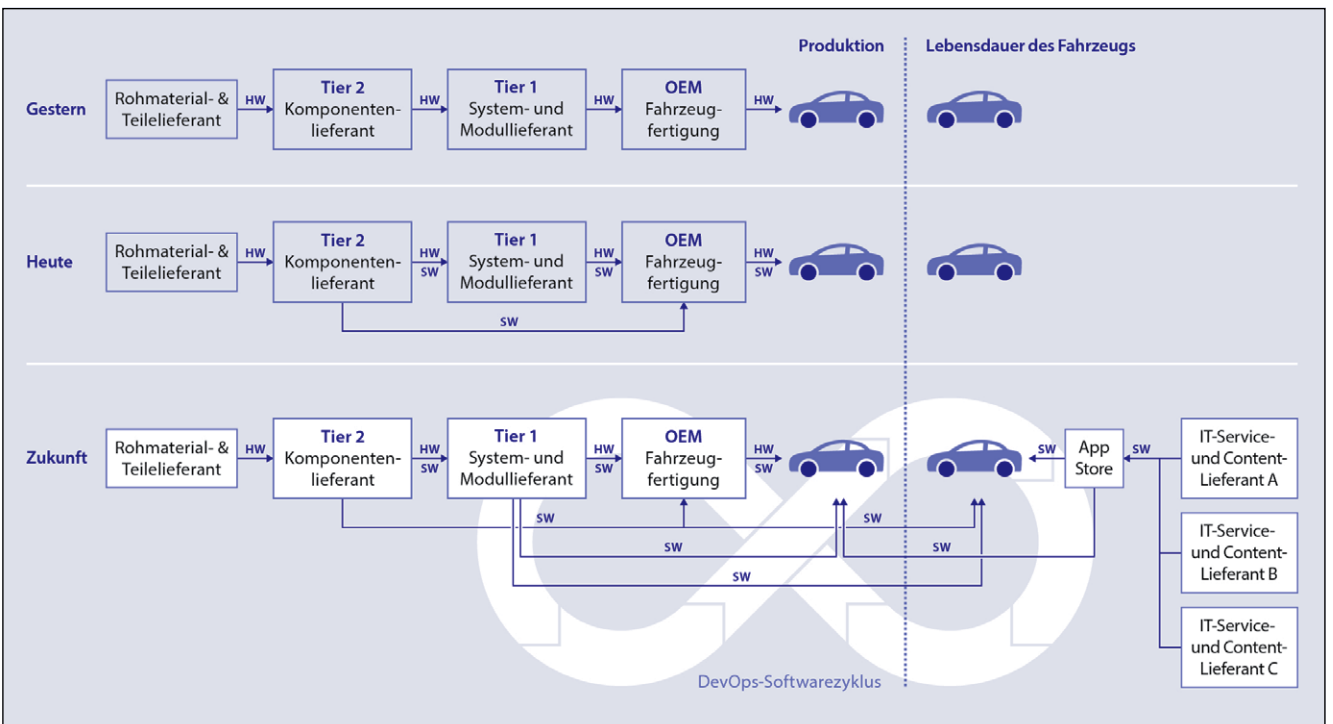 Produktion
Lebensdauer des Fahrzeugs
Gestern
Rohmaterial- &
Teilelieferant
HW
Tier 2
Komponenten-
lieferant
HW
Tier 1
System- und
Modullieferant
HW
OEM
Fahrzeug-
fertigung
HW
Heute
Rohmaterial- &
Teilelieferant
HW
Tier 2
Komponenten-
lieferant
HW
SW
Tier 1
System- und
Modullieferant
HW
SW
OEM
Fahrzeug-
fertigung
HW
SW
SW
Zukunft
Rohmaterial- &
Teilelieferant
HW
Tier 2
Komponenten-
lieferant
HW
SW
Tier 1
System- und
Modullieferant
HW
SW
OEM
Fahrzeug-
fertigung
HW
SW
SW
App
Store
SW
IT-Service-
und Content-
Lieferant A
SW
SW
SW
SW
SW
IT-Service-
und Content-
Lieferant B
IT-Service-
und Content-
Lieferant C
DevOps-Softwarezyklus